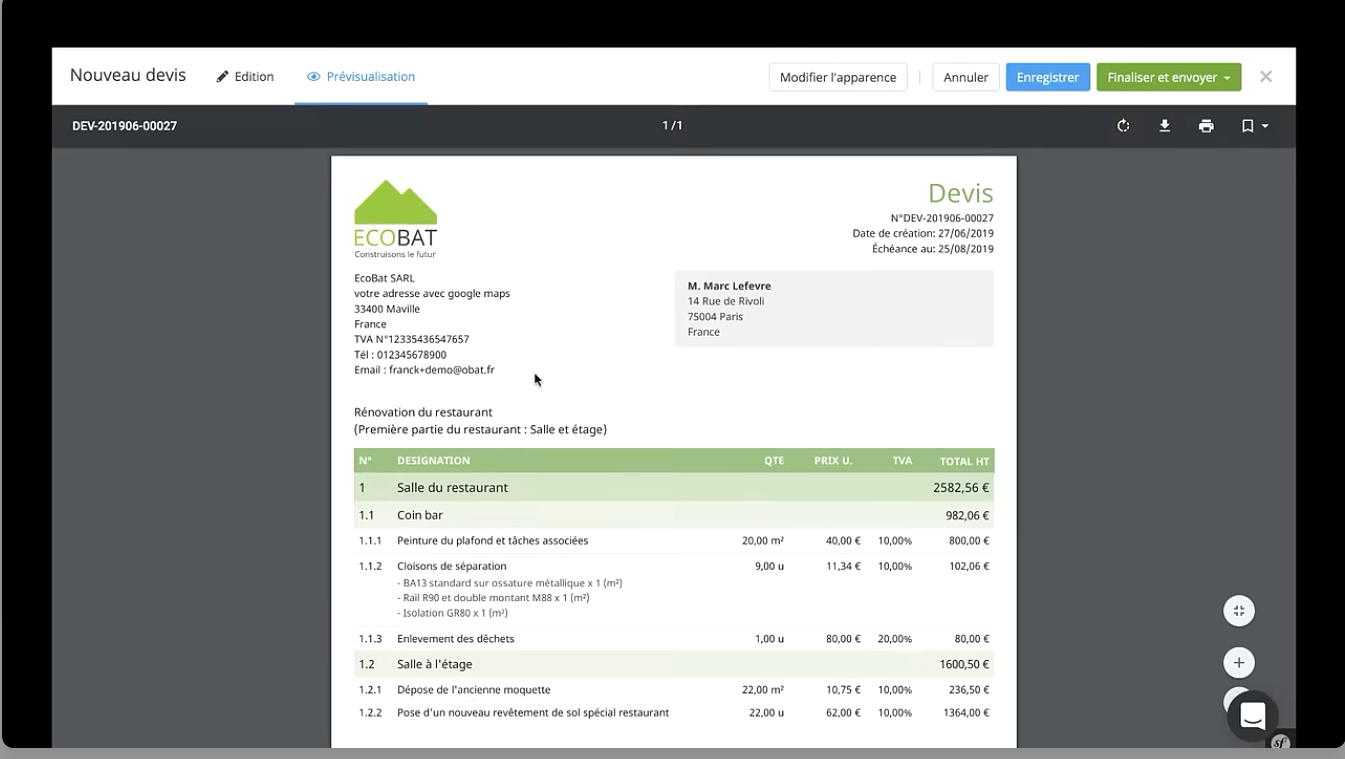 Nouveau devis Edition Prévisualisation Modifier l'apparence Annuler Enregistrer Finaliser et envoyer
DEV-201906-00027 1 / 1
ECOBAT
Construisons le futur
Devis
N°DEV-201906-00027
Date de création: 27/06/2019
Échéance au: 25/08/2019
EcoBat SARL
votre adresse avec google maps
33400 Maville
France
TVA N°12335436547657
Tél : 012345678900
Email : franck+demo@obat.fr
M. Marc Lefevre
14 Rue de Rivoli
75004 Paris
France
Rénovation du restaurant
(Première partie du restaurant : Salle et étage)
N° DESIGNATION QTE PRIX U. TVA TOTAL HT
1 Salle du restaurant 2582,56 €
1.1 Coin bar 982,06 €
1.1.1 Peinture du plafond et tâches associées 20,00 m² 40,00 € 10,00% 800,00 €
1.1.2 Cloisons de séparation 9,00 u 11,34 € 10,00% 102,06 €
- BA13 standard sur ossature métallique x 1 (m²)
- Rail R90 et double montant M88 x 1 (m²)
- Isolation GR80 x 1 (m²)
1.1.3 Enlevement des dêchets 1,00 u 80,00 € 20,00% 80,00 €
1.2 Salle à l'étage 1600,50 €
1.2.1 Dépose de l'ancienne moquette 22,00 m² 10,75 € 10,00% 236,50 €
1.2.2 Pose d'un nouveau revêtement de sol spécial restaurant 22,00 u 62,00 € 10,00% 1364,00 €
sf